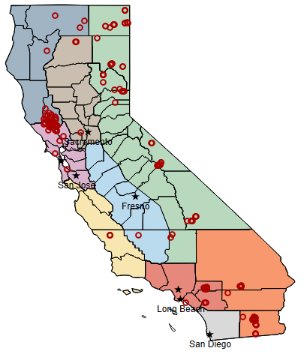 Sacramento
San Jose
Fresno
Long Beach
San Diego